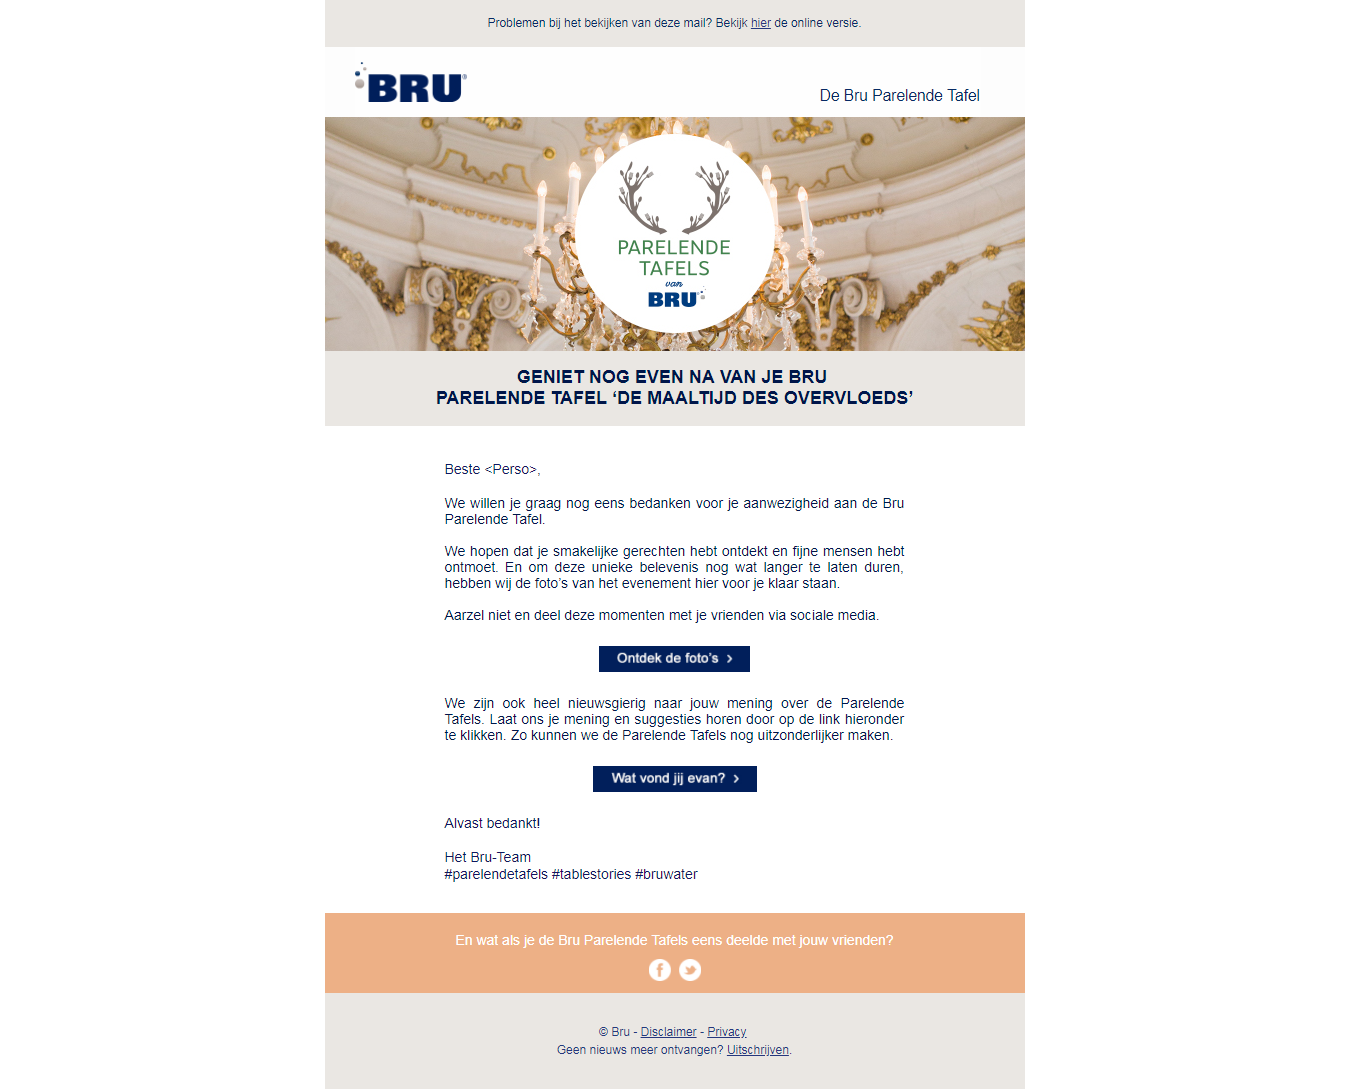 Problemen bij het bekijken van deze mail? Bekijk hier de online versie.
BRU®
De Bru Parelende Tafel
PARELENDE
TAFELS
van
BRU
GENIET NOG EVEN NA VAN JE BRU
PARELENDE TAFEL ‘DE MAALTIJD DES OVERVLOEDS’
Beste <Perso>,
We willen je graag nog eens bedanken voor je aanwezigheid aan de Bru
Parelende Tafel.
We hopen dat je smakelijke gerechten hebt ontdekt en fijne mensen hebt
ontmoet. En om deze unieke belevenis nog wat langer te laten duren,
hebben wij de foto’s van het evenement hier voor je klaar staan.
Aarzel niet en deel deze momenten met je vrienden via sociale media.
Ontdek de foto’s >
We zijn ook heel nieuwsgierig naar jouw mening over de Parelende
Tafels. Laat ons je mening en suggesties horen door op de link hieronder
te klikken. Zo kunnen we de Parelende Tafels nog uitzonderlijker maken.
Wat vond jij evan? >
Alvast bedankt!
Het Bru-Team
#parelendetafels #tablestories #bruwater
En wat als je de Bru Parelende Tafels eens deelde met jouw vrienden?
© Bru - Disclaimer - Privacy
Geen nieuws meer ontvangen? Uitschrijven.